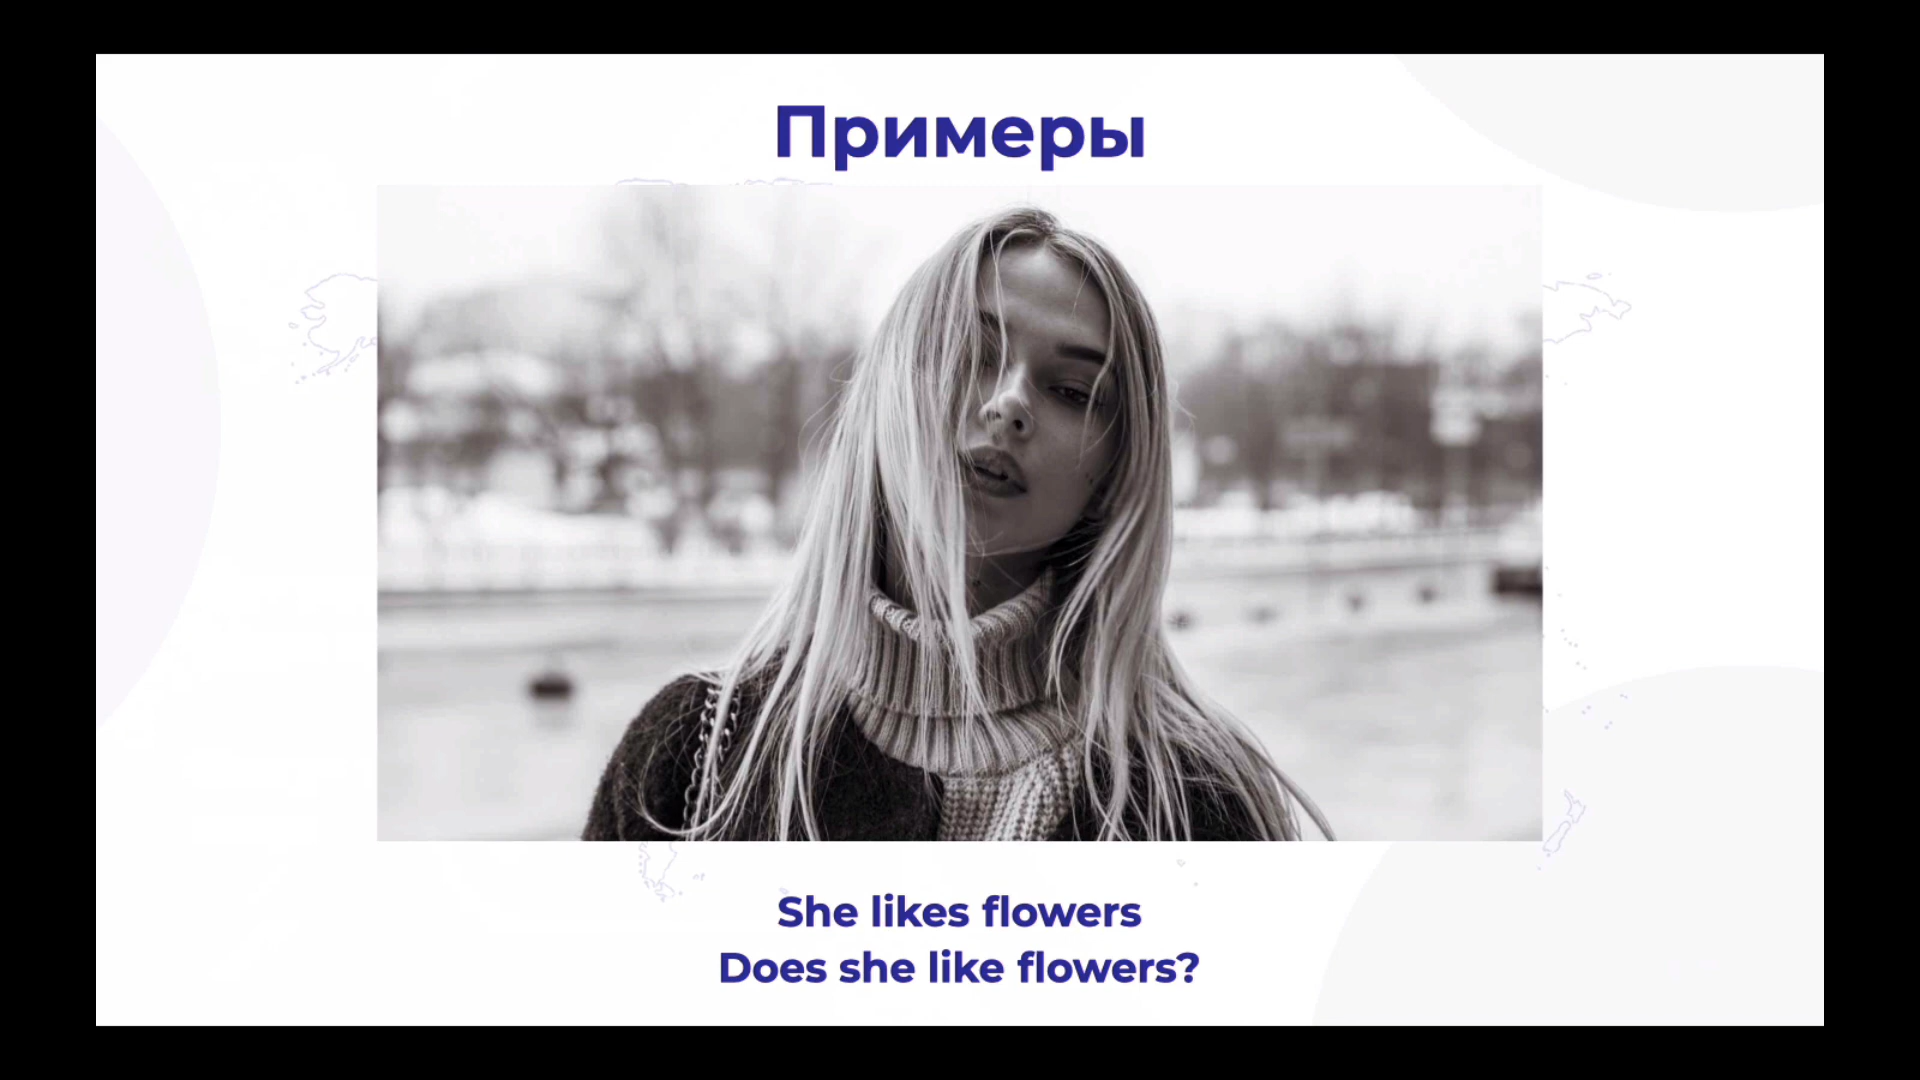 Примеры
She likes flowers
Does she like flowers?